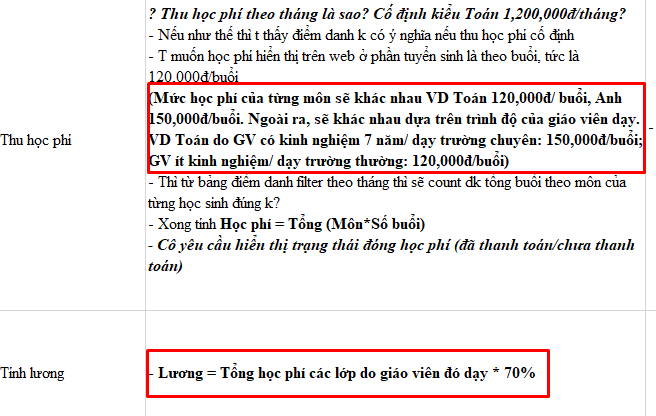 ? Thu học phí theo tháng là sao? Cố định kiểu Toán 1,200,000đ/tháng?
- Nếu như thế thì t thấy điểm danh k có ý nghĩa nếu thu học phí cố định
- T muốn học phí hiển thị trên web ở phần tuyển sinh là theo buổi, tức là
120.000đ/buổi
(Mức học phí của từng môn sẽ khác nhau VD Toán 120,000đ/ buổi, Anh
150,000đ/buổi. Ngoài ra, sẽ khác nhau dựa trên trình độ của giáo viên dạy.
VD Toán do GV có kinh nghiệm 7 năm/ dạy trường chuyên: 150,000đ/buổi;
GV ít kinh nghiệm/ dạy trường thường: 120,000đ/buổi)
Thu học phí
- Thì từ bảng điểm danh filter theo tháng thì sẽ count đk tổng buổi theo môn của
từng học sinh đúng k?
- Xong tính Học phí = Tổng (Môn*Số buổi)
- Cô yêu cầu hiển thị trạng thái đóng học phí (đã thanh toán/chưa thanh
toán)
Tính lương
- Lương = Tổng học phí các lớp do giáo viên đó dạy * 70%